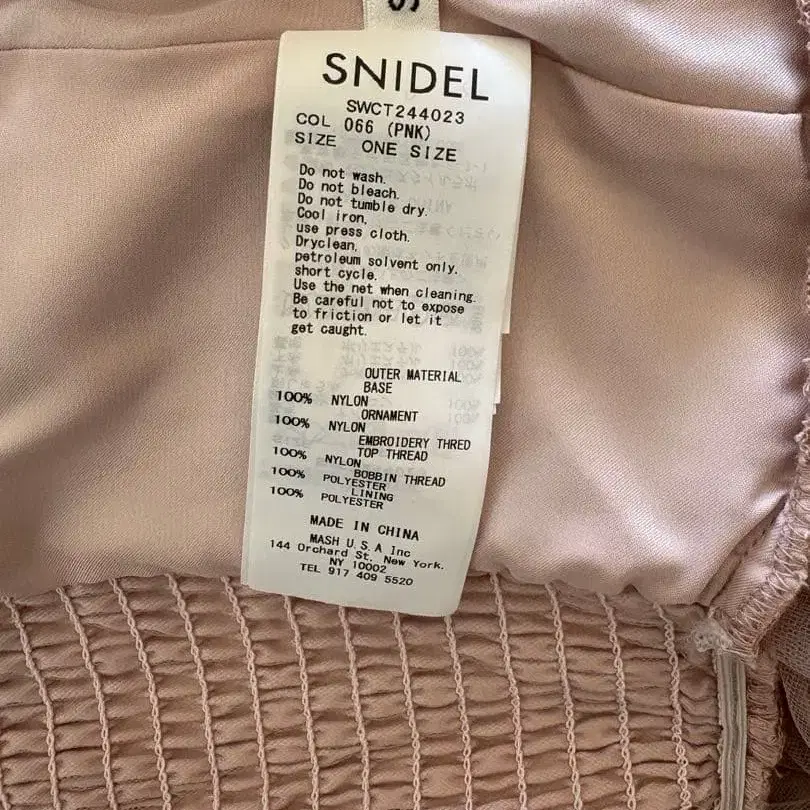 S
SNIDEL
SWCT244023
COL 066 (PNK)
SIZE ONE SIZE
Do not wash.
Do not bleach.
Do not tumble dry.
Cool iron,
use press cloth.
Dryclean,
petroleum solvent only.
short cycle.
Use the net when cleaning.
Be careful not to expose
to friction or let it
get caught.
OUTER MATERIAL
BASE
100% NYLON
ORNAMENT
100% NYLON
EMBROIDERY THRED
TOP THREAD
100% NYLON
BOBBIN THREAD
100% POLYESTER
LINING
100% POLYESTER
MADE IN CHINA
MASH U.S.A Inc
144 Orchard St. New York.
NY 10002
TEL 917 409 5520